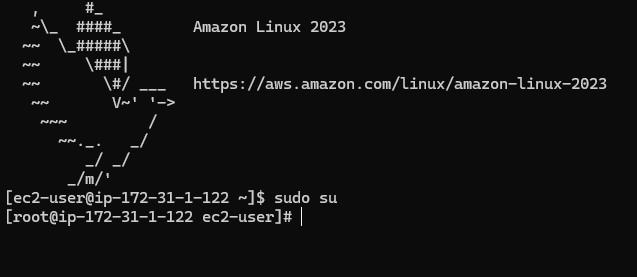 ,     #_
   ~\_  ####_        Amazon Linux 2023
  ~~  \_#####\
  ~~     \###|
  ~~       \#/ ___   https://aws.amazon.com/linux/amazon-linux-2023
   ~~       V~' '->
    ~~~         /
      ~~._.   _/
         _/ _/
       _/m/'
[ec2-user@ip-172-31-1-122 ~]$ sudo su
[root@ip-172-31-1-122 ec2-user]#